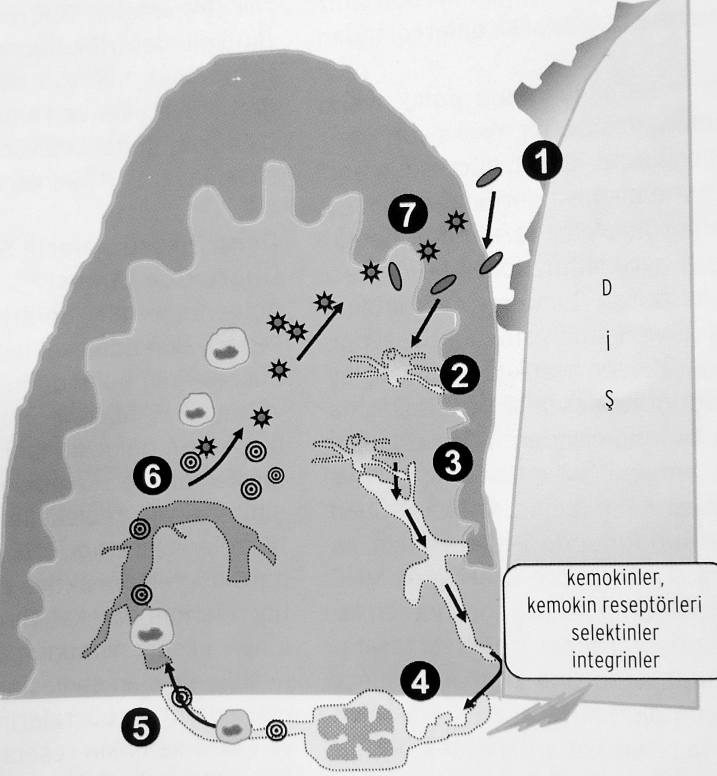 1
7
D
İ
Ş
2
3
6
kemokinler,
kemokin reseptörleri
selektinler
integrinler
4
5